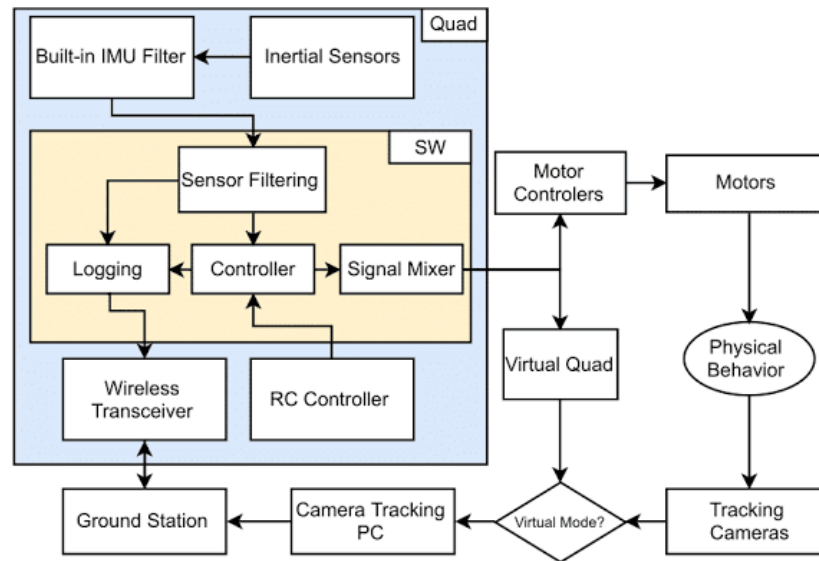 Quad
Built-in IMU Filter
Inertial Sensors
SW
Sensor Filtering
Motor
Controlers
Motors
Logging
Controller
Signal Mixer
Wireless
Transceiver
RC Controller
Virtual Quad
Physical
Behavior
Ground Station
Camera Tracking
PC
Virtual Mode?
Tracking
Cameras